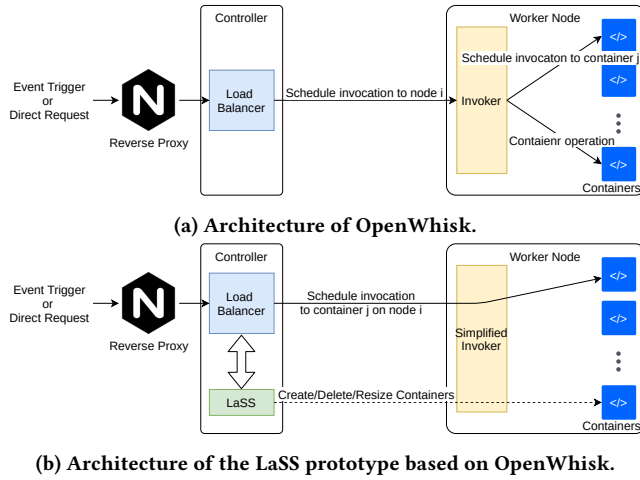 Controller
Worker Node
</>
Schedule invocaton to container j
</>
Event Trigger
or
Direct Request
N
Reverse Proxy
Load
Balancer
Schedule invocation to node i
Invoker
Contaienr operation
</>
Containers
(a) Architecture of OpenWhisk.
Controller
Worker Node
</>
Event Trigger
or
Direct Request
N
Reverse Proxy
Load
Balancer
Schedule invocation
to container j on node i
Simplified
Invoker
</>
LaSS
Create/Delete/Resize Containers
</>
Containers
(b) Architecture of the LaSS prototype based on OpenWhisk.